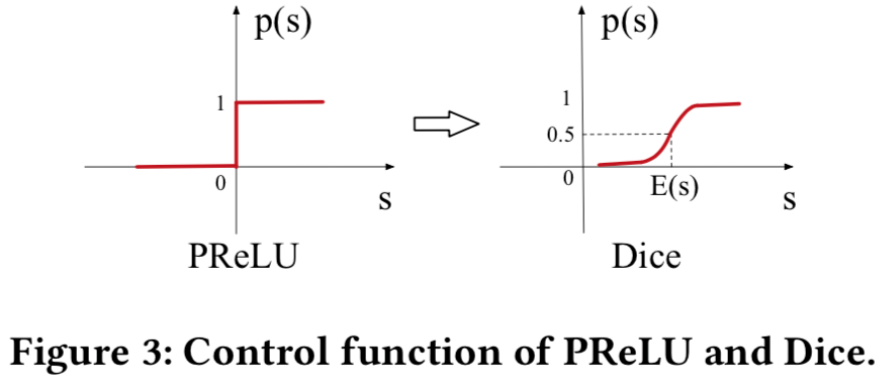 p(s)
1
0
s
PReLU
p(s)
1
0.5
0
E(s)
s
Dice
Figure 3: Control function of PReLU and Dice.